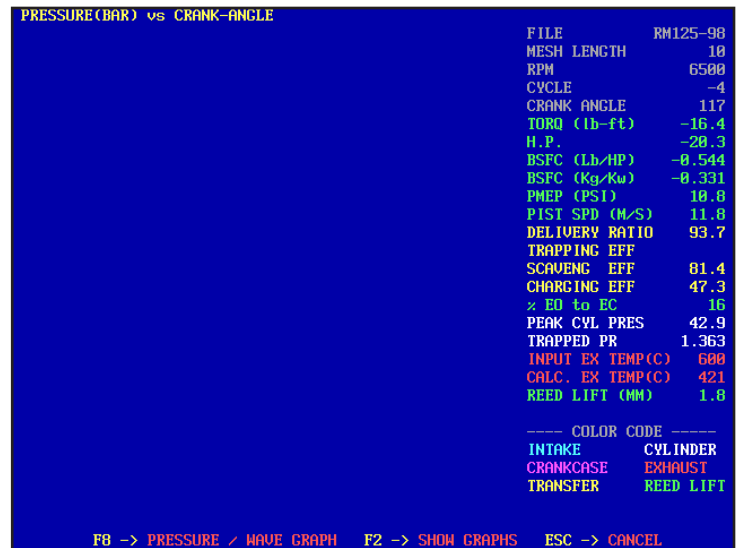 PRESSURE(BAR) vs CRANK-ANGLE
FILE RM125-98
MESH LENGTH 10
RPM 6500
CYCLE -4
CRANK ANGLE 117
TORQ (lb-ft) -16.4
H.P. -20.3
BSFC (Lb/HP) -0.544
BSFC (Kg/Kw) -0.331
PMEP (PSI) 10.8
PIST SPD (M/S) 11.8
DELIVERY RATIO 93.7
TRAPPING EFF
SCAVENG EFF 81.4
CHARGING EFF 47.3
% EO to EC 16
PEAK CYL PRES 42.9
TRAPPED PR 1.363
INPUT EX TEMP(C) 600
CALC. EX TEMP(C) 421
REED LIFT (MM) 1.8
---- COLOR CODE -----
INTAKE CYLINDER
CRANKCASE EXHAUST
TRANSFER REED LIFT
F8 -> PRESSURE / WAVE GRAPH F2 -> SHOW GRAPHS ESC -> CANCEL